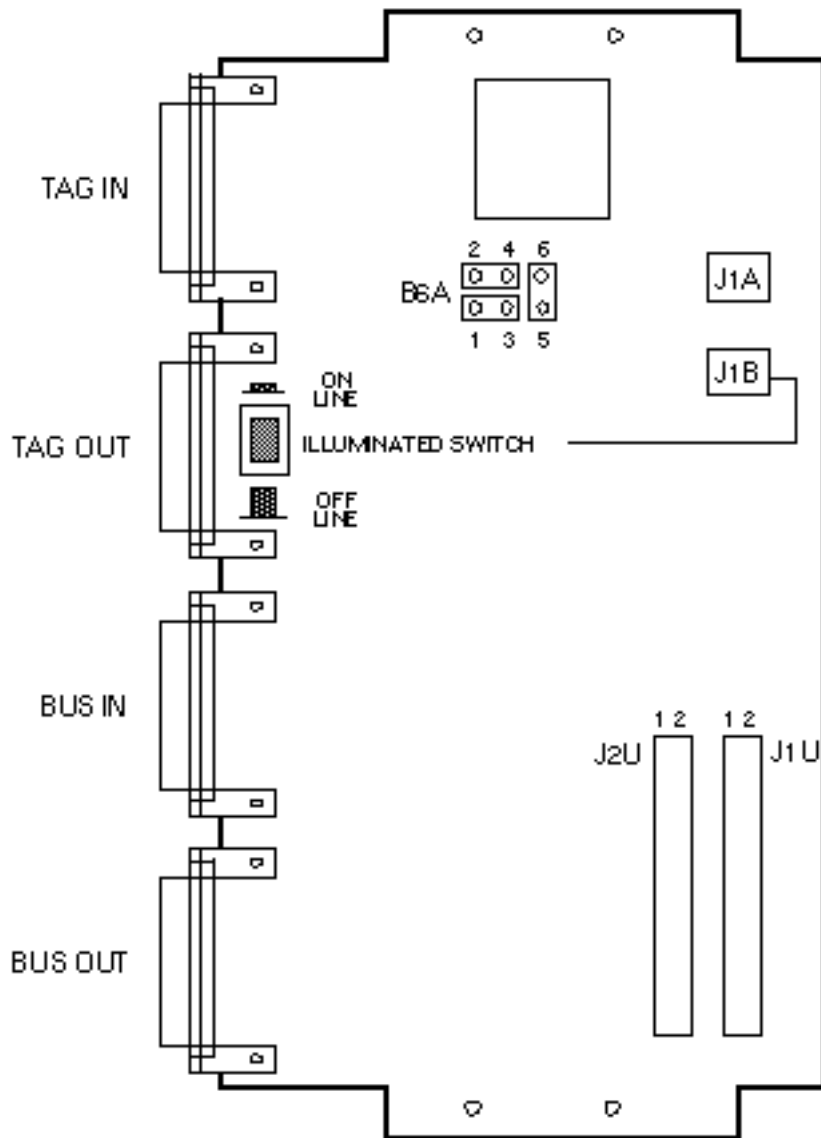 TAG IN
2 4 6
B6A
1 3 5
J1A
J1B
ON
LINE
TAG OUT
ILLUMINATED SWITCH
OFF
LINE
BUS IN
1 2
1 2
J2U
J1U
BUS OUT